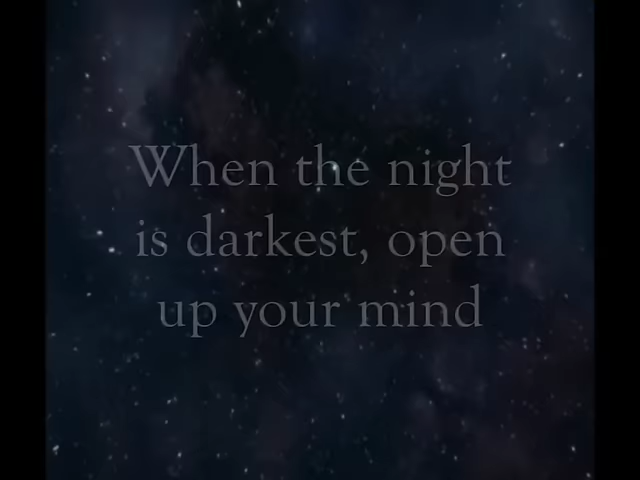 When the night
is darkest, open
up your mind